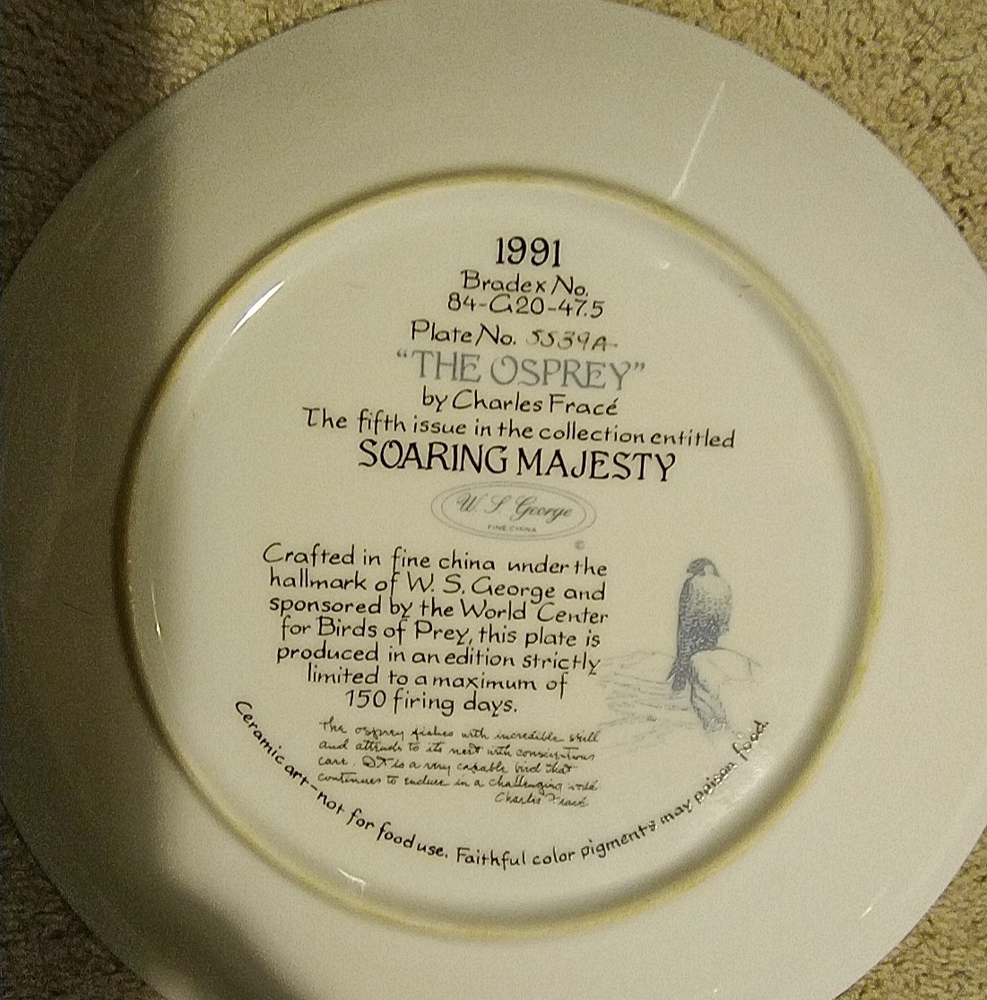 1991
Bradex No.
84-G20-47.5
Plate No. 5539A
"THE OSPREY"
by Charles Fracé
The fifth issue in the collection entitled
SOARING MAJESTY
W. S. George
FINE CHINA
©
Crafted in fine china under the
hallmark of W. S. George and
sponsored by the World Center
for Birds of Prey, this plate is
produced in an edition strictly
limited to a maximum of
150 firing days.
The osprey fishes with incredible skill
and attends to its nest with conscientious
care. It is a very capable bird that
continues to endure in a challenging world
Charles Fracé
Ceramic art—not for food use. Faithful color pigments may poison food.